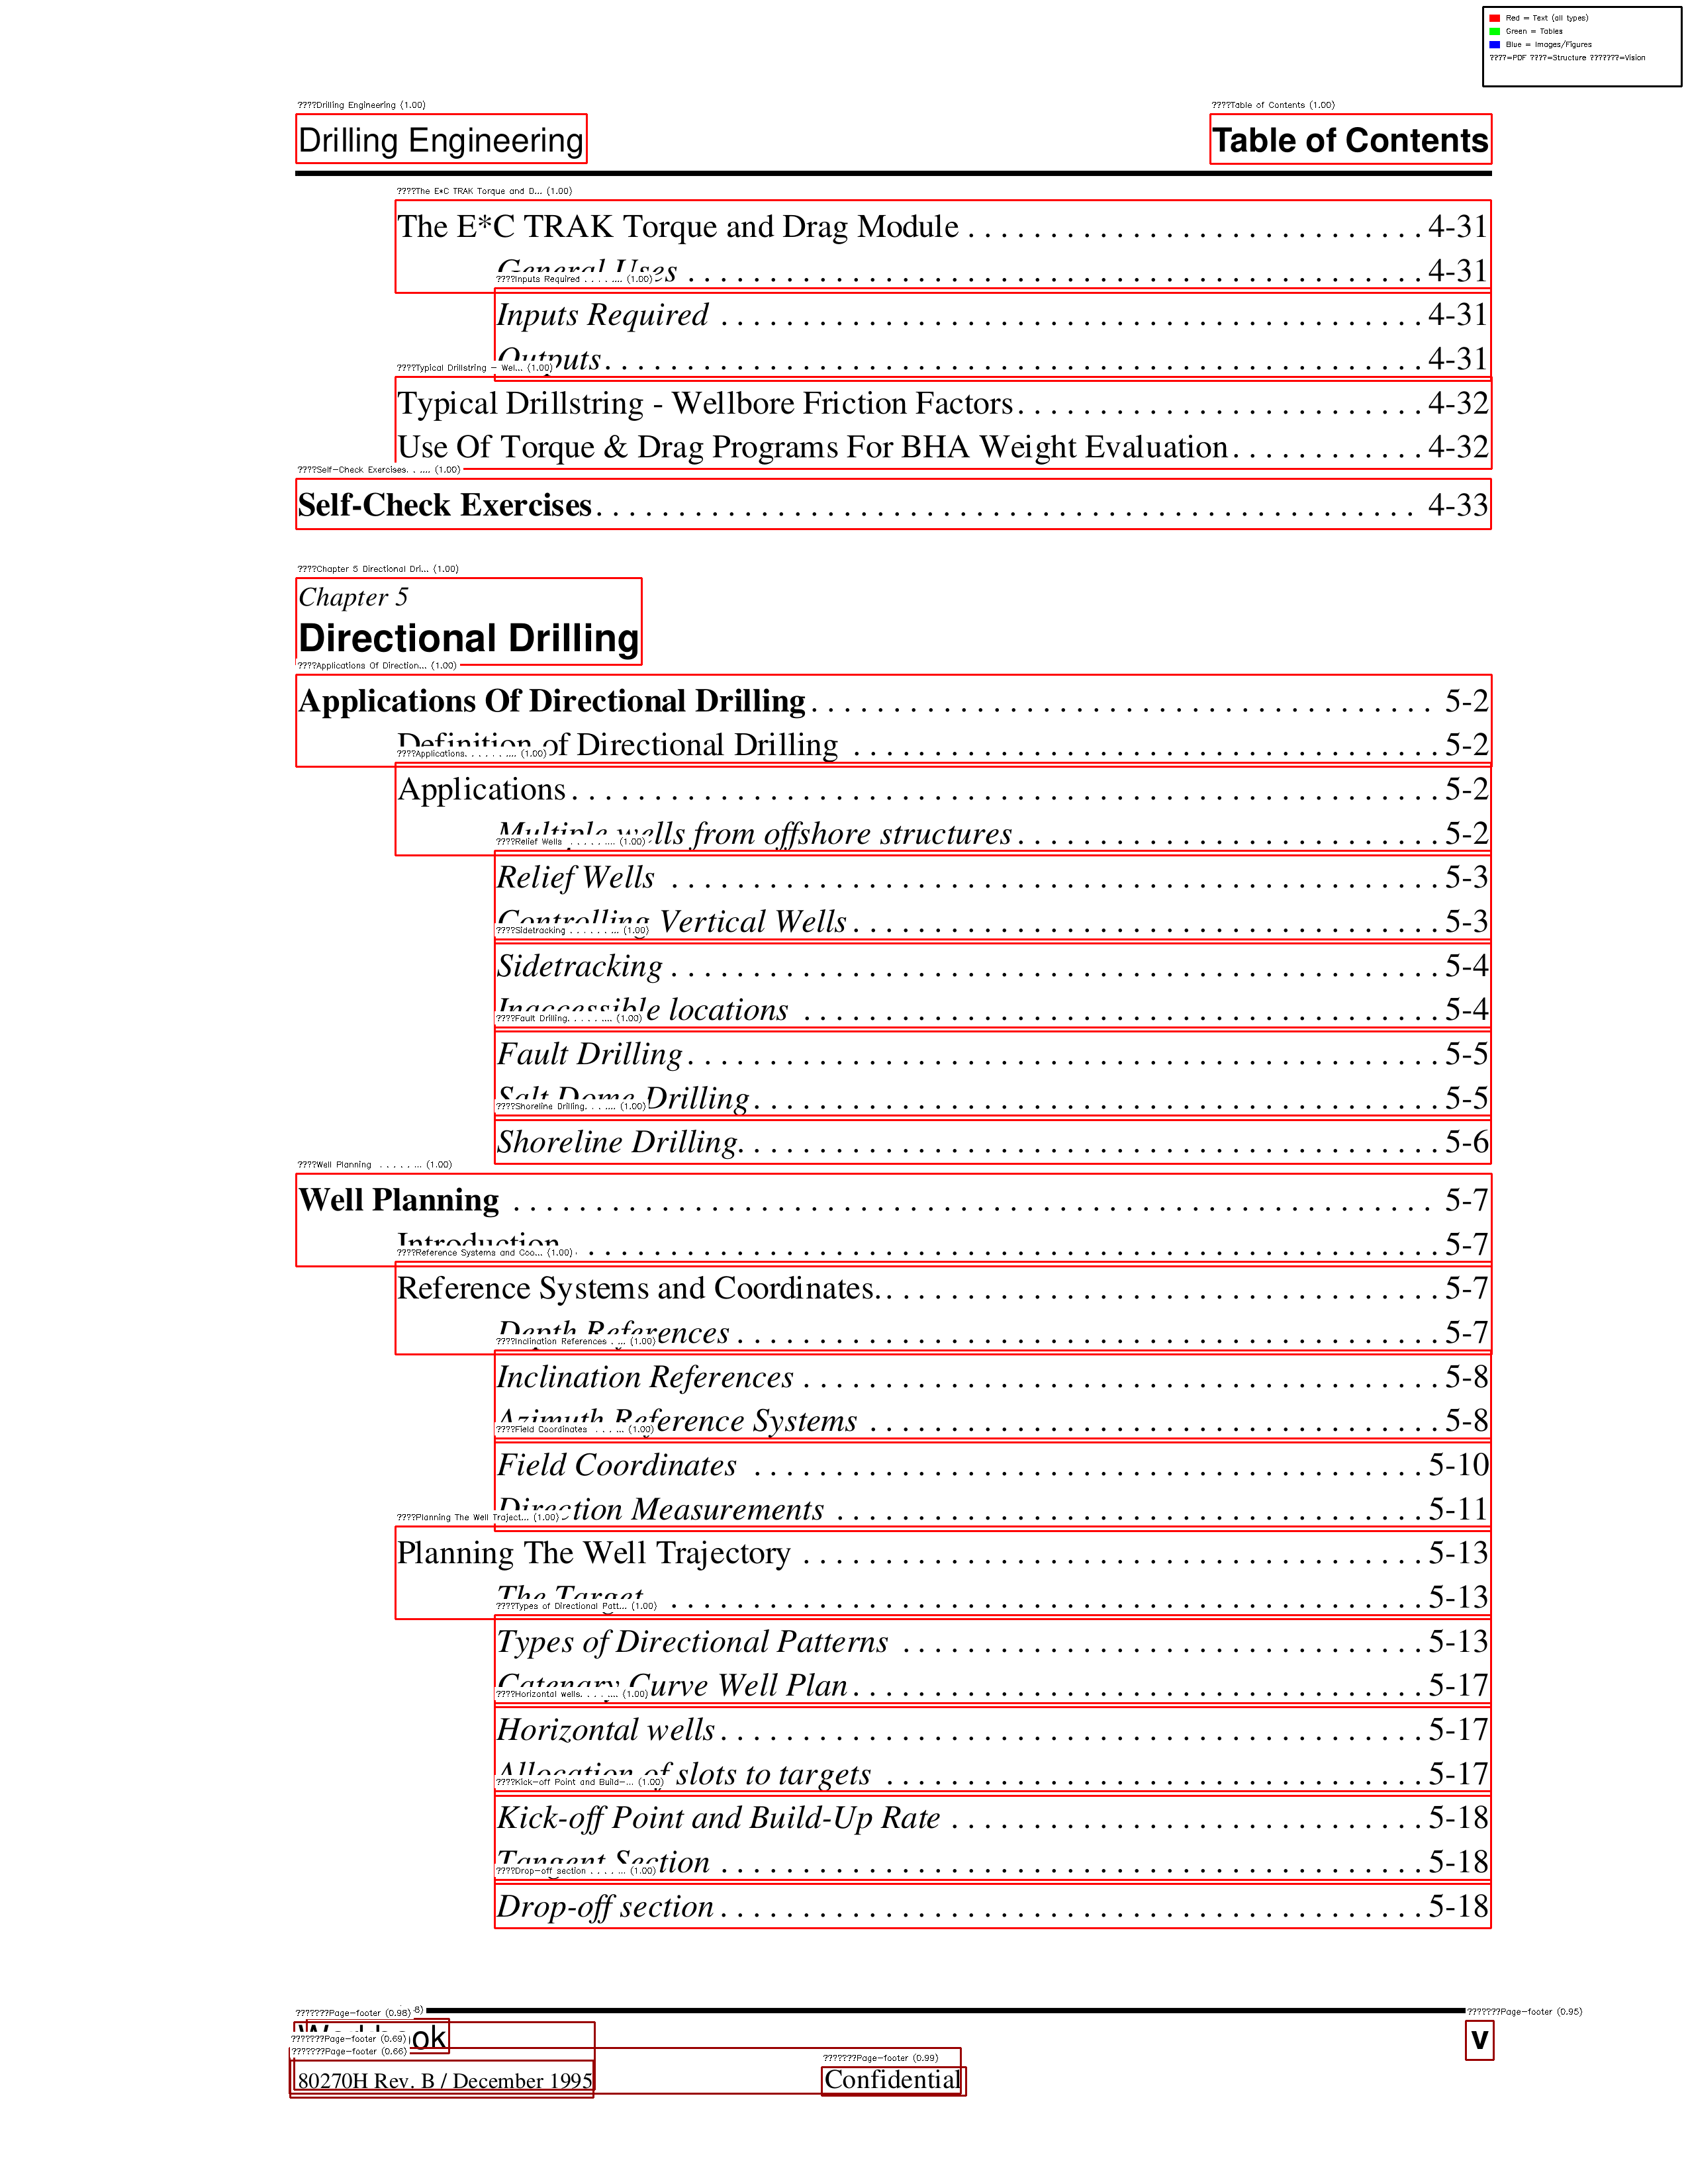 Red = Text (all types)
Green = Tables
Blue = Images/Figures
????=PDF ????=Structure ???????=Vision
????Drilling Engineering (1.00)
????Table of Contents (1.00)
Drilling Engineering
Table of Contents
????The E*C TRAK Torque and D... (1.00)
The E*C TRAK Torque and Drag Module . . . . . . . . . . . . . . . . . . . . . . . . . . . . 4-31
General Uses . . . . . . . . . . . . . . . . . . . . . . . . . . . . . . . . . . . . . . . . . . . . . 4-31
????Inputs Required . . . . .... (1.00)
Inputs Required . . . . . . . . . . . . . . . . . . . . . . . . . . . . . . . . . . . . . . . . . . . 4-31
Outputs. . . . . . . . . . . . . . . . . . . . . . . . . . . . . . . . . . . . . . . . . . . . . . . . . . 4-31
????Typical Drillstring - Wel... (1.00)
Typical Drillstring - Wellbore Friction Factors. . . . . . . . . . . . . . . . . . . . . . . . . 4-32
Use Of Torque & Drag Programs For BHA Weight Evaluation. . . . . . . . . . . . 4-32
????Self-Check Exercises. . .... (1.00)
Self-Check Exercises. . . . . . . . . . . . . . . . . . . . . . . . . . . . . . . . . . . . . . . . . . . . . . . . . . 4-33
????Chapter 5 Directional Dri... (1.00)
Chapter 5
Directional Drilling
????Applications Of Direction... (1.00)
Applications Of Directional Drilling. . . . . . . . . . . . . . . . . . . . . . . . . . . . . . . . . . . . . . 5-2
Definition of Directional Drilling . . . . . . . . . . . . . . . . . . . . . . . . . . . . . . . . . . . . 5-2
????Applications. . . . . . .... (1.00)
Applications. . . . . . . . . . . . . . . . . . . . . . . . . . . . . . . . . . . . . . . . . . . . . . . . . . . . . 5-2
Multiple wells from offshore structures. . . . . . . . . . . . . . . . . . . . . . . . . . 5-2
????Relief Wells . . . . . .... (1.00)
Relief Wells . . . . . . . . . . . . . . . . . . . . . . . . . . . . . . . . . . . . . . . . . . . . . . . 5-3
Controlling Vertical Wells . . . . . . . . . . . . . . . . . . . . . . . . . . . . . . . . . . . . 5-3
????Sidetracking . . . . . . ... (1.00)
Sidetracking . . . . . . . . . . . . . . . . . . . . . . . . . . . . . . . . . . . . . . . . . . . . . . . 5-4
Inaccessible locations . . . . . . . . . . . . . . . . . . . . . . . . . . . . . . . . . . . . . . . 5-4
????Fault Drilling. . . . . .... (1.00)
Fault Drilling. . . . . . . . . . . . . . . . . . . . . . . . . . . . . . . . . . . . . . . . . . . . . . 5-5
Salt Dome Drilling. . . . . . . . . . . . . . . . . . . . . . . . . . . . . . . . . . . . . . . . . . 5-5
????Shoreline Drilling. . . .... (1.00)
Shoreline Drilling. . . . . . . . . . . . . . . . . . . . . . . . . . . . . . . . . . . . . . . . . . . 5-6
????Well Planning . . . . . ... (1.00)
Well Planning . . . . . . . . . . . . . . . . . . . . . . . . . . . . . . . . . . . . . . . . . . . . . . . . . . . . . . . . 5-7
Introduction . . . . . . . . . . . . . . . . . . . . . . . . . . . . . . . . . . . . . . . . . . . . . . . . . . . . 5-7
????Reference Systems and Coo... (1.00)
Reference Systems and Coordinates. . . . . . . . . . . . . . . . . . . . . . . . . . . . . . . . . . . 5-7
Depth References . . . . . . . . . . . . . . . . . . . . . . . . . . . . . . . . . . . . . . . . . . . 5-7
????Inclination References . . ... (1.00)
Inclination References . . . . . . . . . . . . . . . . . . . . . . . . . . . . . . . . . . . . . . . 5-8
Azimuth Reference Systems . . . . . . . . . . . . . . . . . . . . . . . . . . . . . . . . . . . 5-8
????Field Coordinates . . . ... (1.00)
Field Coordinates . . . . . . . . . . . . . . . . . . . . . . . . . . . . . . . . . . . . . . . . . 5-10
Direction Measurements . . . . . . . . . . . . . . . . . . . . . . . . . . . . . . . . . . . . 5-11
????Planning The Well Traject... (1.00)
Planning The Well Trajectory . . . . . . . . . . . . . . . . . . . . . . . . . . . . . . . . . . . . . . 5-13
The Target . . . . . . . . . . . . . . . . . . . . . . . . . . . . . . . . . . . . . . . . . . . . . . 5-13
????Types of Directional Patt... (1.00)
Types of Directional Patterns . . . . . . . . . . . . . . . . . . . . . . . . . . . . . . . . 5-13
Catenary Curve Well Plan . . . . . . . . . . . . . . . . . . . . . . . . . . . . . . . . . . . 5-17
????Horizontal wells. . . . .... (1.00)
Horizontal wells . . . . . . . . . . . . . . . . . . . . . . . . . . . . . . . . . . . . . . . . . . . 5-17
Allocation of slots to targets . . . . . . . . . . . . . . . . . . . . . . . . . . . . . . . . . 5-17
????Kick-off Point and Build-... (1.00)
Kick-off Point and Build-Up Rate . . . . . . . . . . . . . . . . . . . . . . . . . . . . . 5-18
Tangent Section . . . . . . . . . . . . . . . . . . . . . . . . . . . . . . . . . . . . . . . . . . . 5-18
????Drop-off section . . . . ... (1.00)
Drop-off section . . . . . . . . . . . . . . . . . . . . . . . . . . . . . . . . . . . . . . . . . . . 5-18
???????Page-footer (0.98) 8)
???????Page-footer (0.95)
Workbook
v
???????Page-footer (0.69)
???????Page-footer (0.66)
???????Page-footer (0.99)
80270H Rev. B / December 1995
Confidential